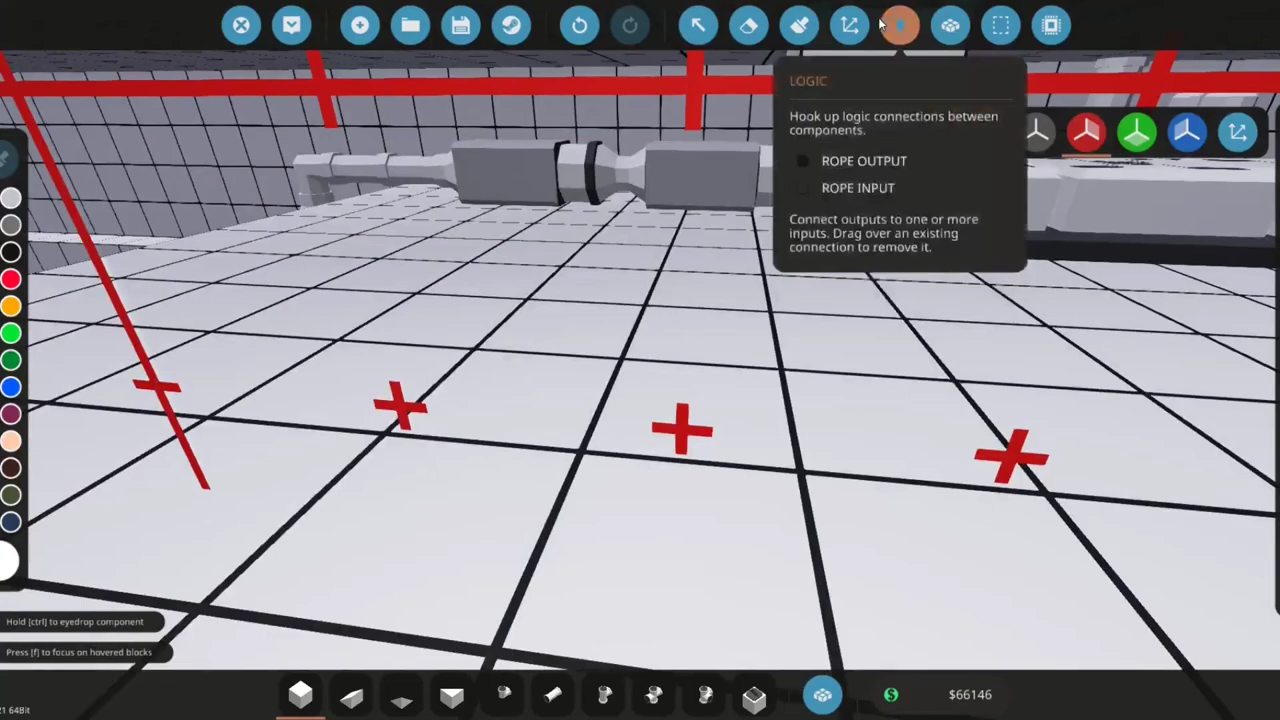 LOGIC
Hook up logic connections between
components.
ROPE OUTPUT
ROPE INPUT
Connect outputs to one or more
inputs. Drag over an existing
connection to remove it.
Hold [ctrl] to eyedrop component
Press [f] to focus on hovered blocks
$66146
21 64Bit